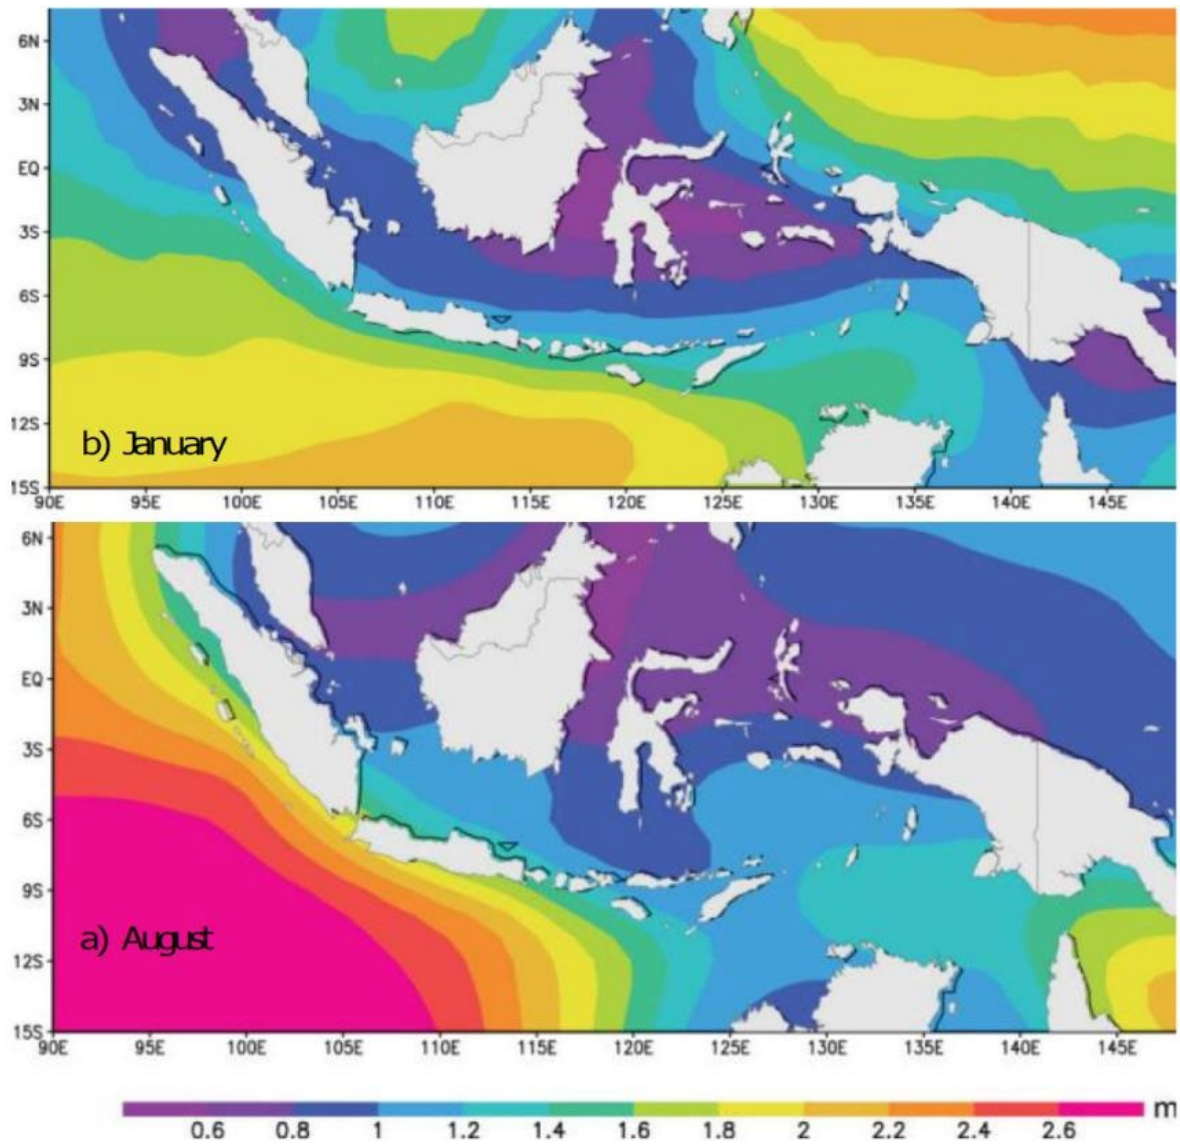 6N
3N
EQ
3S
6S
9S
12S
15S
b) January
90E 95E 100E 105E 110E 115E 120E 125E 130E 135E 140E 145E
6N
3N
EQ
3S
6S
9S
12S
15S
a) August
90E 95E 100E 105E 110E 115E 120E 125E 130E 135E 140E 145E
m
0.6 0.8 1 1.2 1.4 1.6 1.8 2 2.2 2.4 2.6